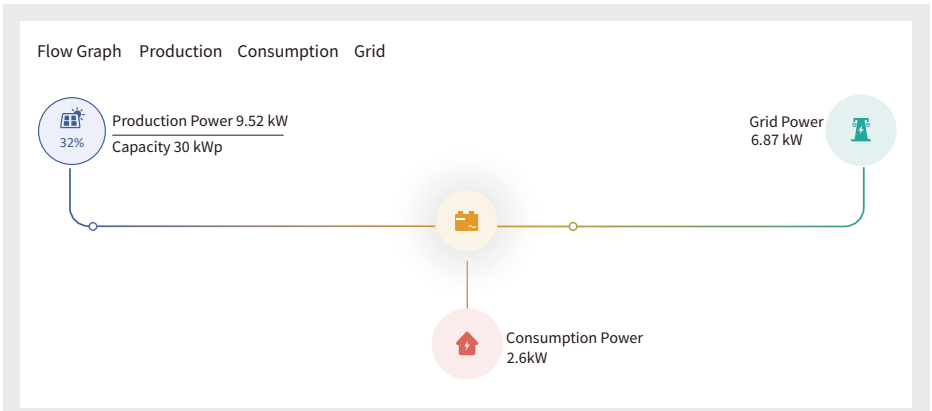 Flow Graph Production Consumption Grid
Production Power 9.52 kW
32%
Capacity 30 kWp
Grid Power
6.87 kW
Consumption Power
2.6kW